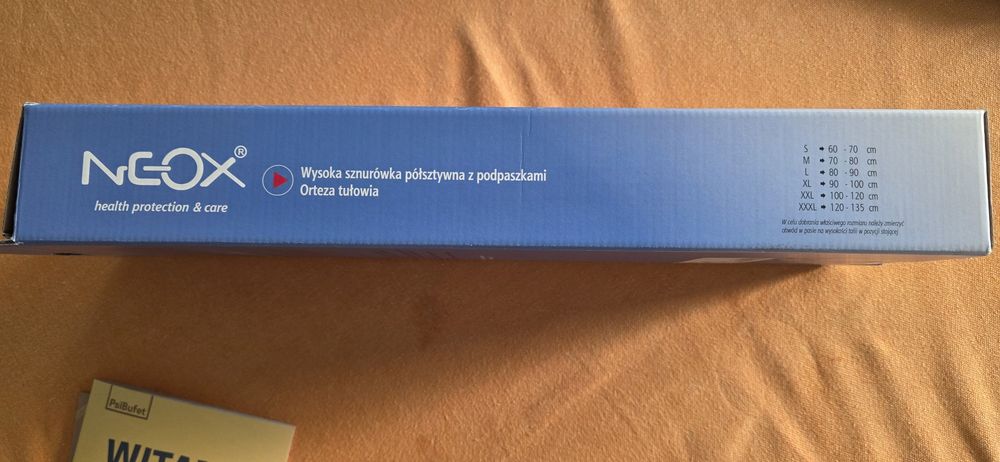 NEOX®
health protection & care
Wysoka sznurówka półsztywna z podpaszkami
Orteza tułowia
S ➨ 60 - 70 cm
M ➨ 70 - 80 cm
L ➨ 80 - 90 cm
XL ➨ 90 - 100 cm
XXL ➨ 100 - 120 cm
XXXL ➨ 120 - 135 cm
W celu dobrania właściwego rozmiaru należy zmierzyć
obwód w pasie na wysokości talii w pozycji stojącej
PsiBufet